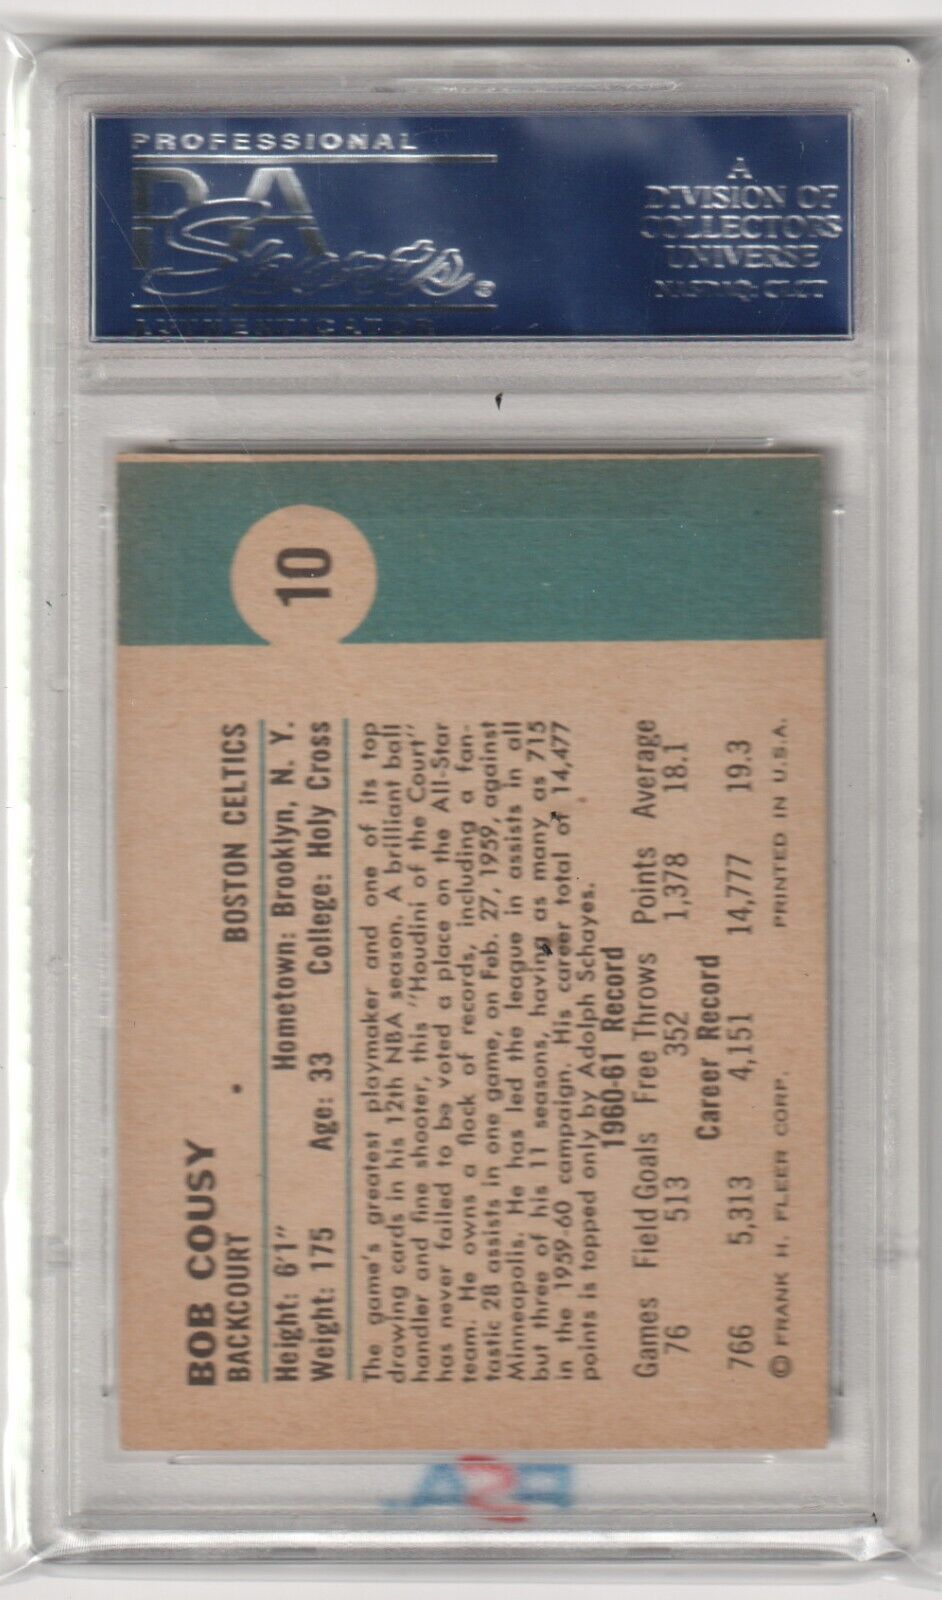 PROFESSIONAL
PSA
Sports®
AUTHENTICATOR
A
DIVISION OF
COLLECTORS
UNIVERSE
NASDAQ: CLCT
10
BOB COUSY
BACKCOURT BOSTON CELTICS
Height: 6'1" Hometown: Brooklyn, N. Y.
Weight: 175 Age: 33 College: Holy Cross
The game's greatest playmaker and one of its top
drawing cards in his 12th NBA season. A brilliant ball
handler and fine shooter, this "Houdini of the Court"
has never failed to be voted a place on the All-Star
team. He owns a flock of records, including a fan-
tastic 28 assists in one game, on Feb. 27, 1959, against
Minneapolis. He has led the league in assists in all
but three of his 11 seasons, having as many as 715
in the 1959-60 campaign. His career total of 14,477
points is topped only by Adolph Schayes.
1960-61 Record
Games Field Goals Free Throws Points Average
76 513 352 1,378 18.1
Career Record
766 5,313 4,151 14,777 19.3
© FRANK H. FLEER CORP. PRINTED IN U.S.A.
PSA